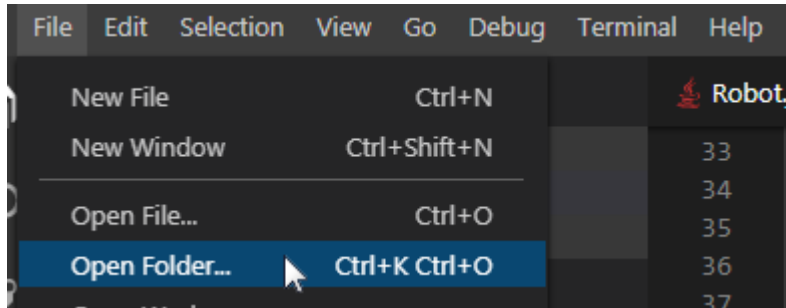 File Edit Selection View Go Debug Terminal Help
New File Ctrl+N
Robot.
New Window Ctrl+Shift+N
33
34
Open File... Ctrl+O
35
Open Folder... Ctrl+K Ctrl+O
36
37